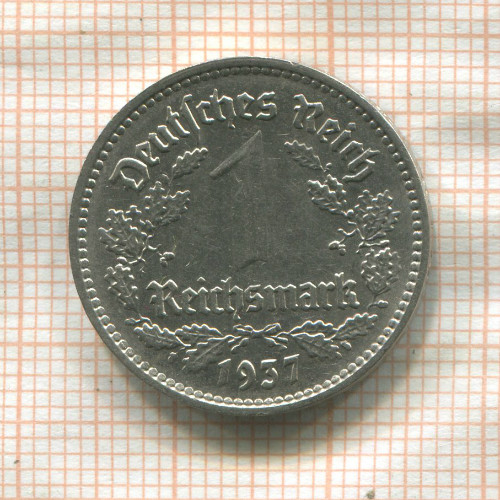 Deutsches Reich
1
Reichsmark
1937